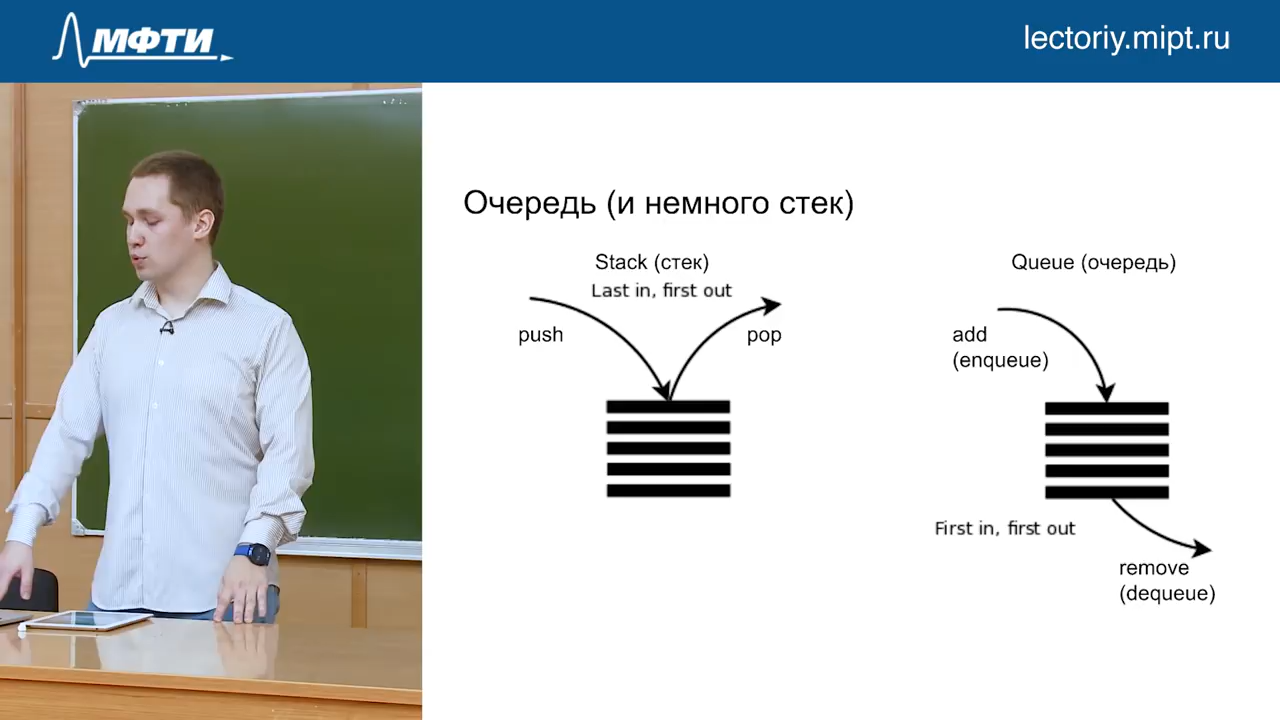 МФТИ
lectoriy.mipt.ru
Очередь (и немного стек)
Stack (стек)
Last in, first out
push
pop
Queue (очередь)
add
(enqueue)
First in, first out
remove
(dequeue)